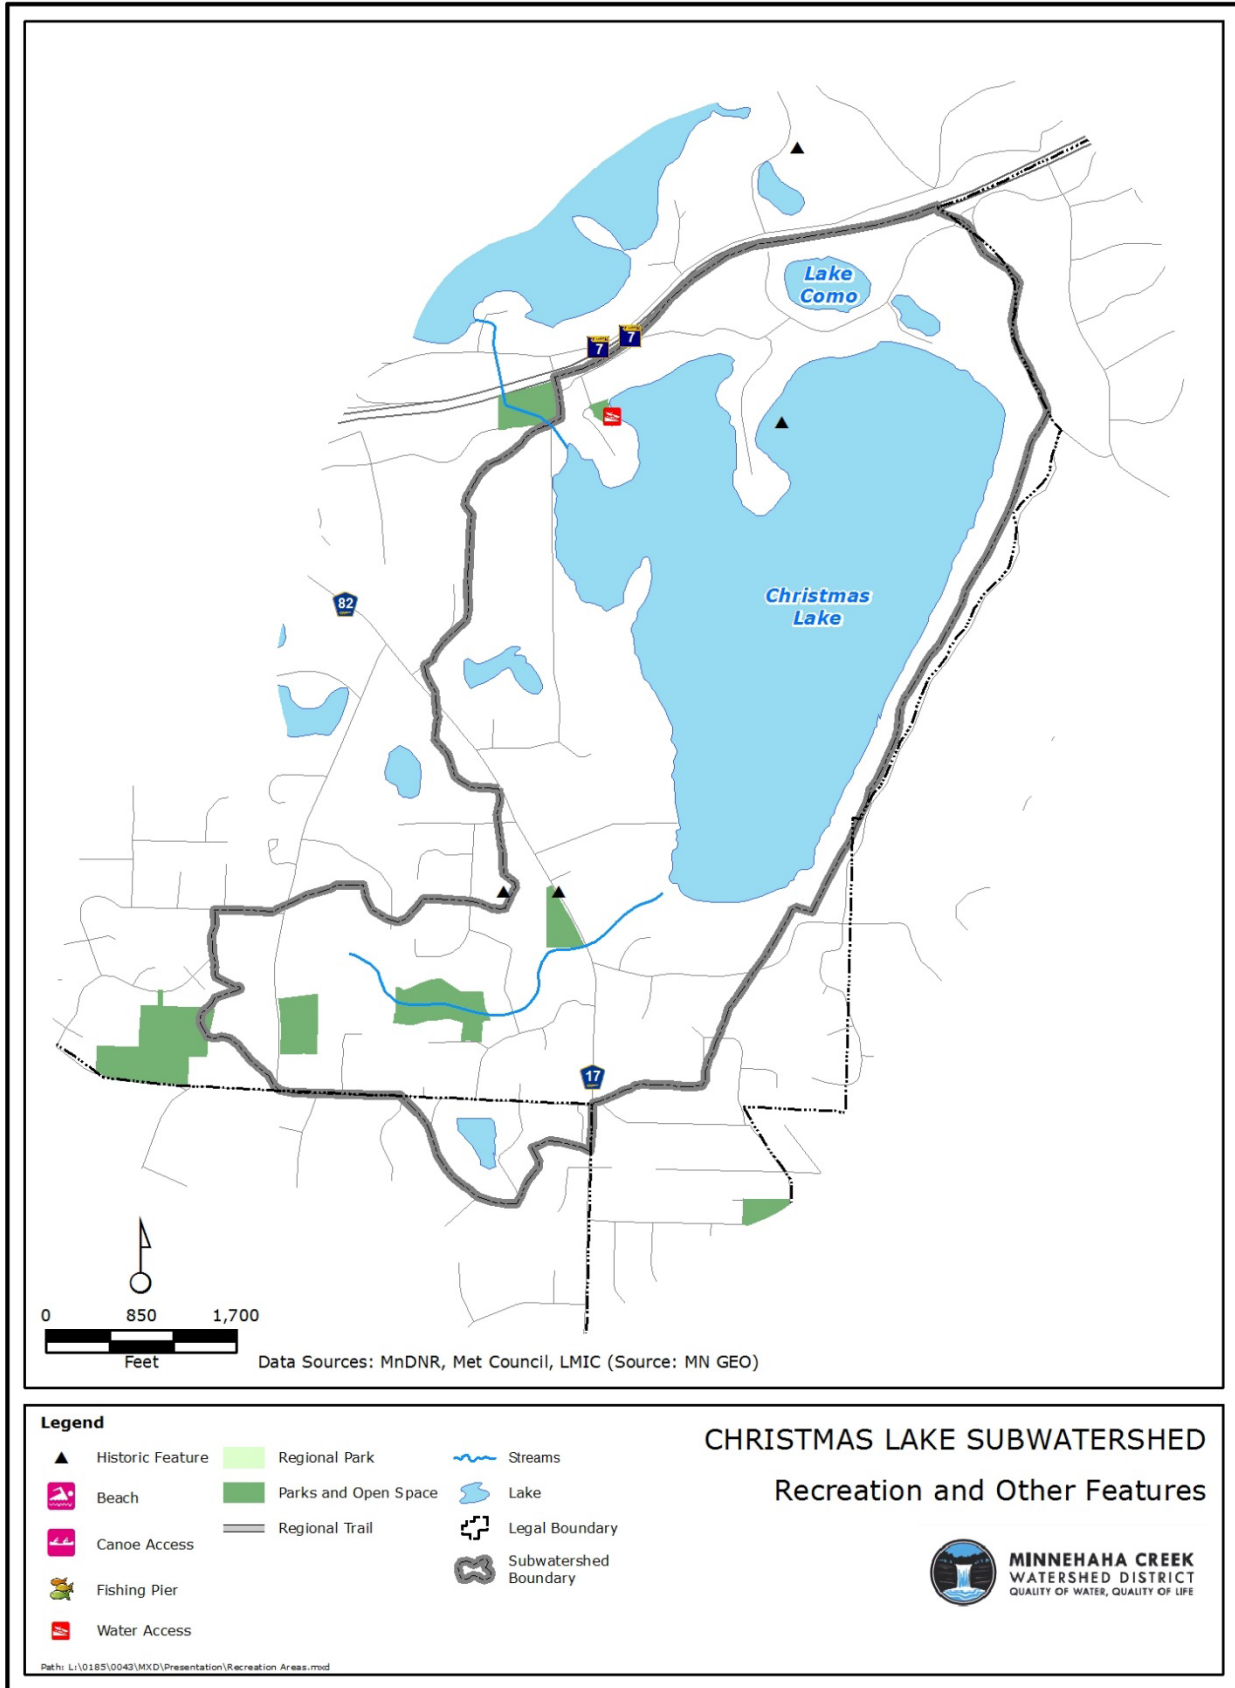 Lake
Como
7
7
82
Christmas
Lake
17
0 850 1,700
Feet
Data Sources: MnDNR, Met Council, LMIC (Source: MN GEO)
Legend
Historic Feature
Beach
Canoe Access
Fishing Pier
Water Access
Regional Park
Parks and Open Space
Regional Trail
Streams
Lake
Legal Boundary
Subwatershed
Boundary
CHRISTMAS LAKE SUBWATERSHED
Recreation and Other Features
MINNEHAHA CREEK
WATERSHED DISTRICT
QUALITY OF WATER, QUALITY OF LIFE
Path: L:\0185\0043\MXD\Presentation\Recreation Areas.mxd